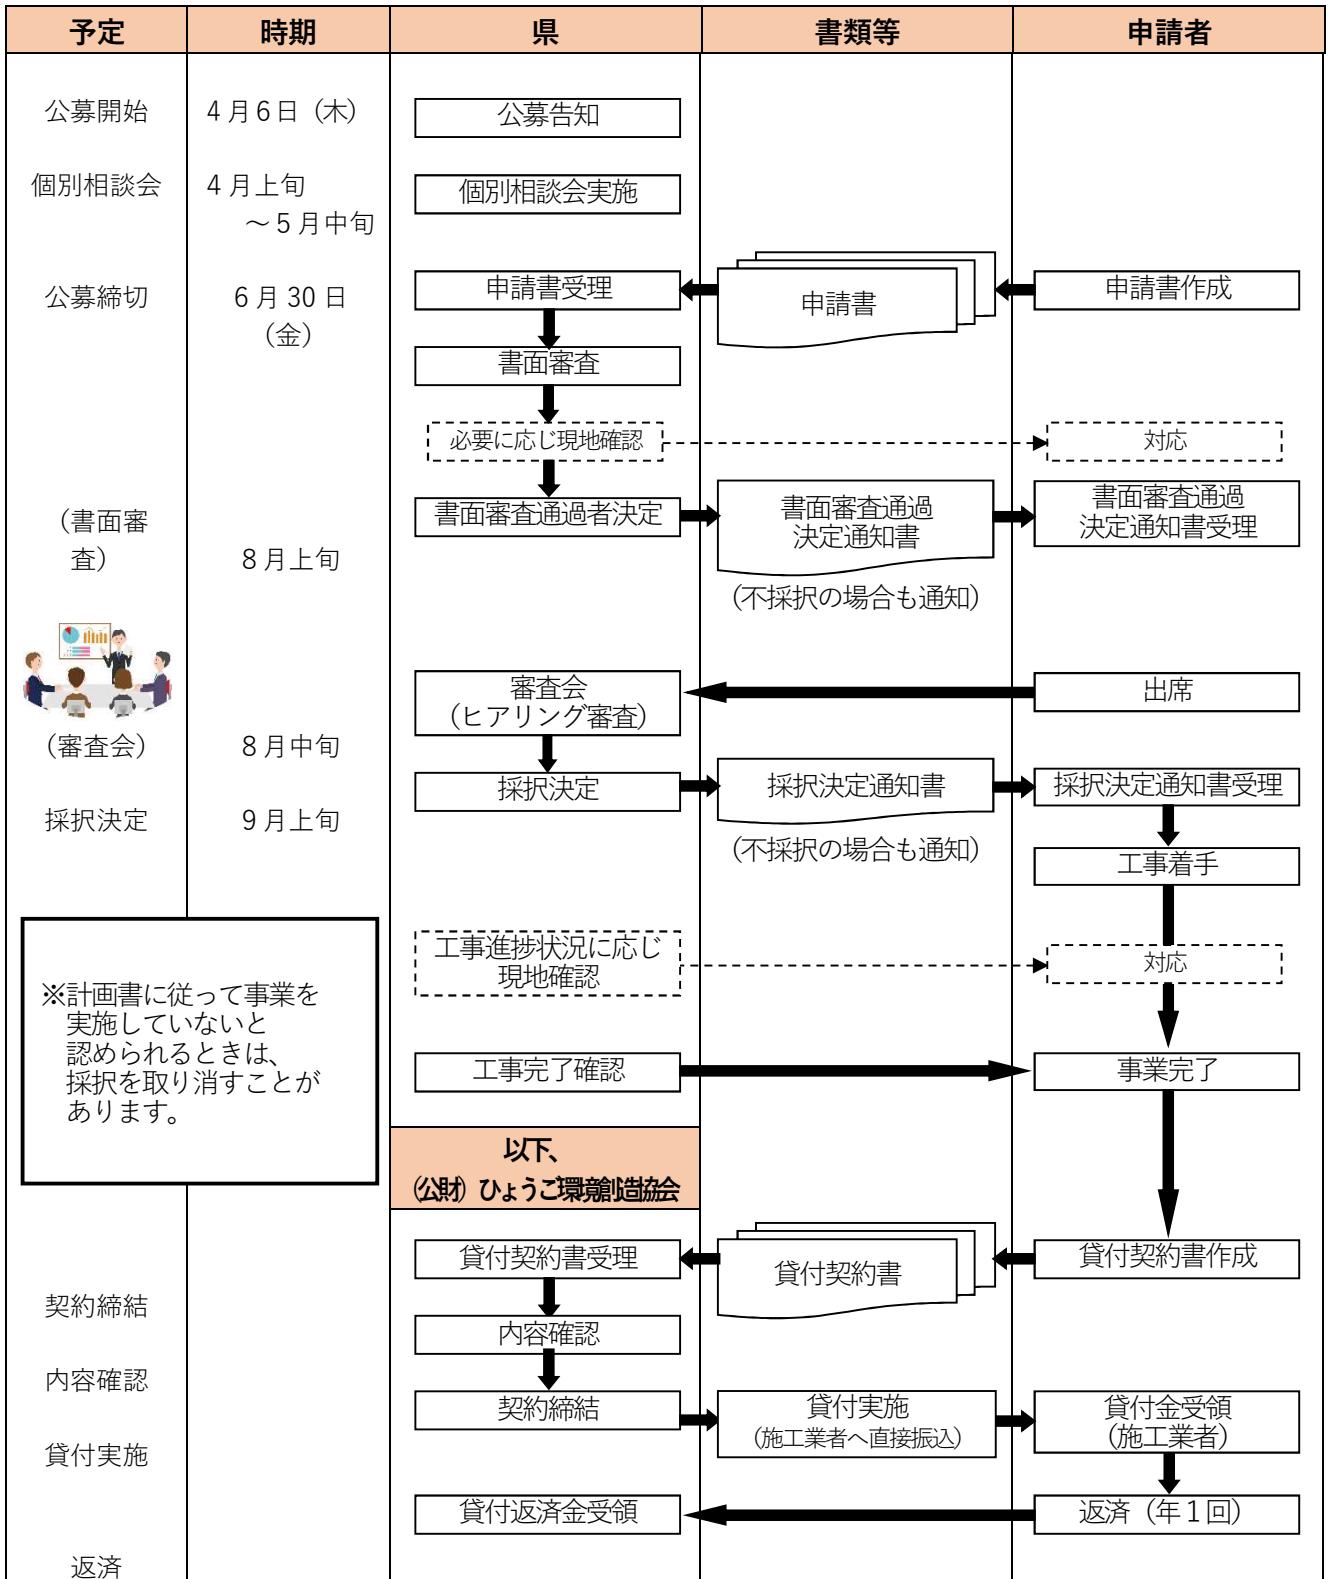 予定 時期 県 書類等 申請者
公募開始 4月6日（木） 公募告知
個別相談会 4月上旬 個別相談会実施
～5月中旬
公募締切 6月30日 申請書受理 申請書 申請書作成
（金）
書面審査
必要に応じ現地確認 対応
書面審査通過者決定
書面審査通過
決定通知書
書面審査通過
決定通知書受理
（書面審
査） 8月上旬
（不採択の場合も通知）
審査会
（ヒアリング審査）
出席
（審査会） 8月中旬
採択決定 採択決定通知書 採択決定通知書受理
採択決定 9月上旬
（不採択の場合も通知）
工事着手
工事進捗状況に応じ
現地確認
対応
※計画書に従って事業を
実施していないと
認められるときは、
採択を取り消すことが
あります。
工事完了確認 事業完了
以下、
（公財）ひょうご環境創造協会
貸付契約書受理 貸付契約書 貸付契約書作成
契約締結
内容確認
内容確認
契約締結
貸付実施
（施工業者へ直接振込）
貸付金受領
（施工業者）
貸付実施
貸付返済金受領 返済（年１回）
返済